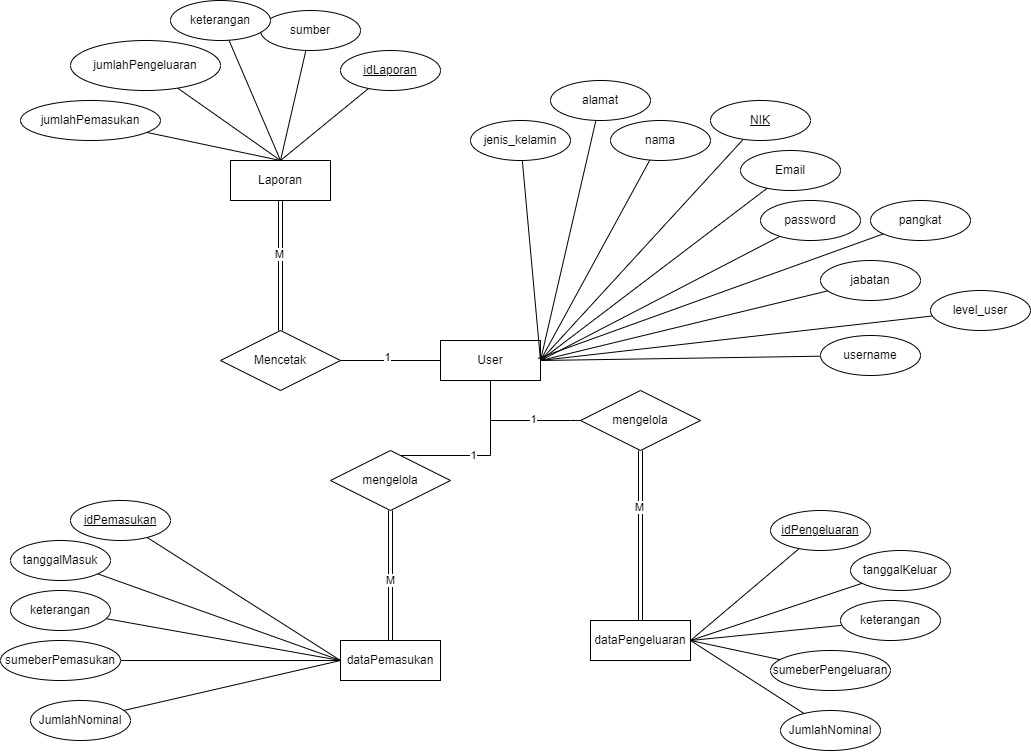 keterangan
sumber
jumlahPengeluaran
idLaporan
jumlahPemasukan
Laporan
M
Mencetak
1
User
alamat
jenis_kelamin
nama
NIK
Email
password
pangkat
jabatan
level_user
username
1
mengelola
1
mengelola
M
M
idPemasukan
tanggalMasuk
keterangan
sumeberPemasukan
JumlahNominal
dataPemasukan
dataPengeluaran
idPengeluaran
tanggalKeluar
keterangan
sumeberPengeluaran
JumlahNominal